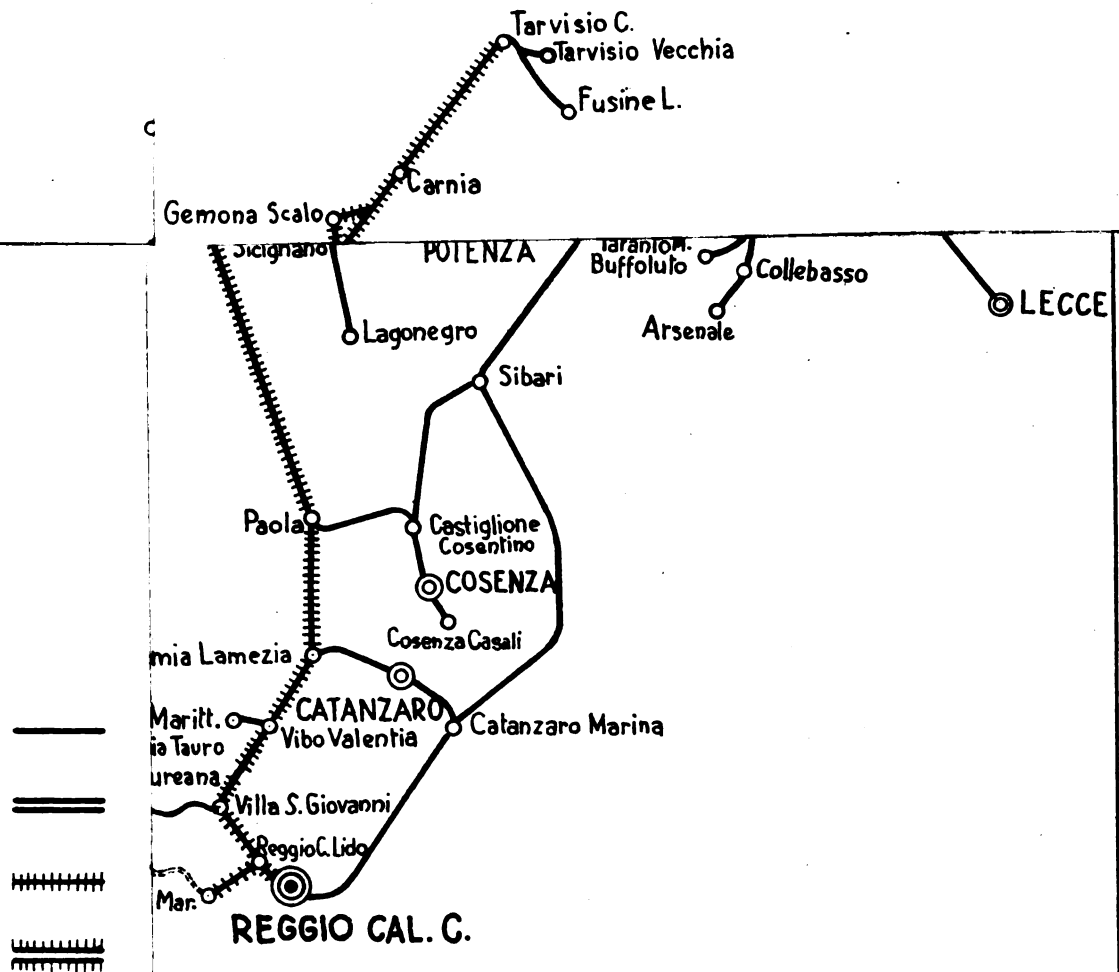 Tarvisio C.
Tarvisio Vecchia
Fusine L.
Carnia
Gemona Scalo
Sicignano
POTENZA
Taranto M.
Buffoluto
Collebasso
LECCE
Arsenale
Lagonegro
Sibari
Paola
Castiglione
Cosentino
COSENZA
Cosenza Casali
mia Lamezia
CATANZARO
Maritt.
Vibo Valentia
Catanzaro Marina
ia Tauro
ureana
Villa S. Giovanni
Reggio C. Lido
Mar.
REGGIO CAL. C.